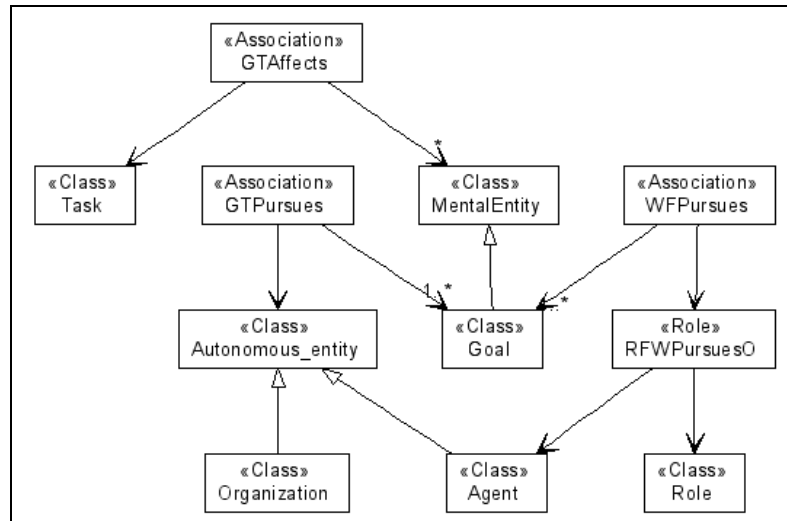 «Association»
GTAffects
*
«Class»
Task
«Association»
GTPursues
«Class»
MentalEntity
«Association»
WFPursues
1..*
..*
«Class»
Autonomous_entity
«Class»
Goal
«Role»
RFWPursuesO
«Class»
Organization
«Class»
Agent
«Class»
Role